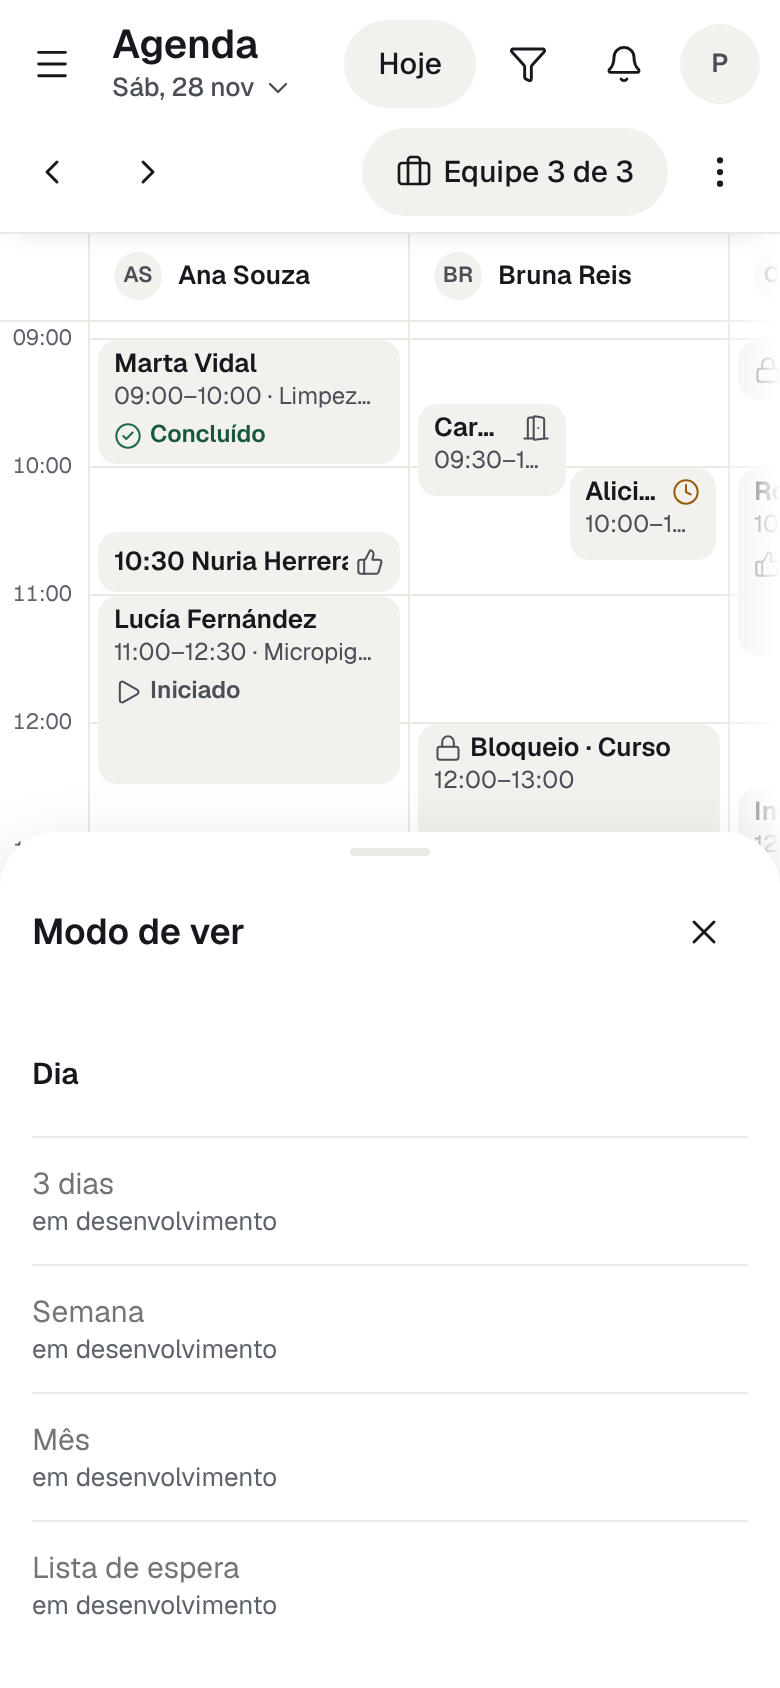 Agenda
Sáb, 28 nov
Hoje
P
Equipe 3 de 3
AS Ana Souza
BR Bruna Reis
09:00
Marta Vidal
09:00–10:00 · Limpez...
Concluído
Car...
09:30–1...
10:00
Alici...
10:00–1...
10:30 Nuria Herrera
11:00
Lucía Fernández
11:00–12:30 · Micropig...
Iniciado
12:00
Bloqueio · Curso
12:00–13:00
Modo de ver
Dia
3 dias
em desenvolvimento
Semana
em desenvolvimento
Mês
em desenvolvimento
Lista de espera
em desenvolvimento